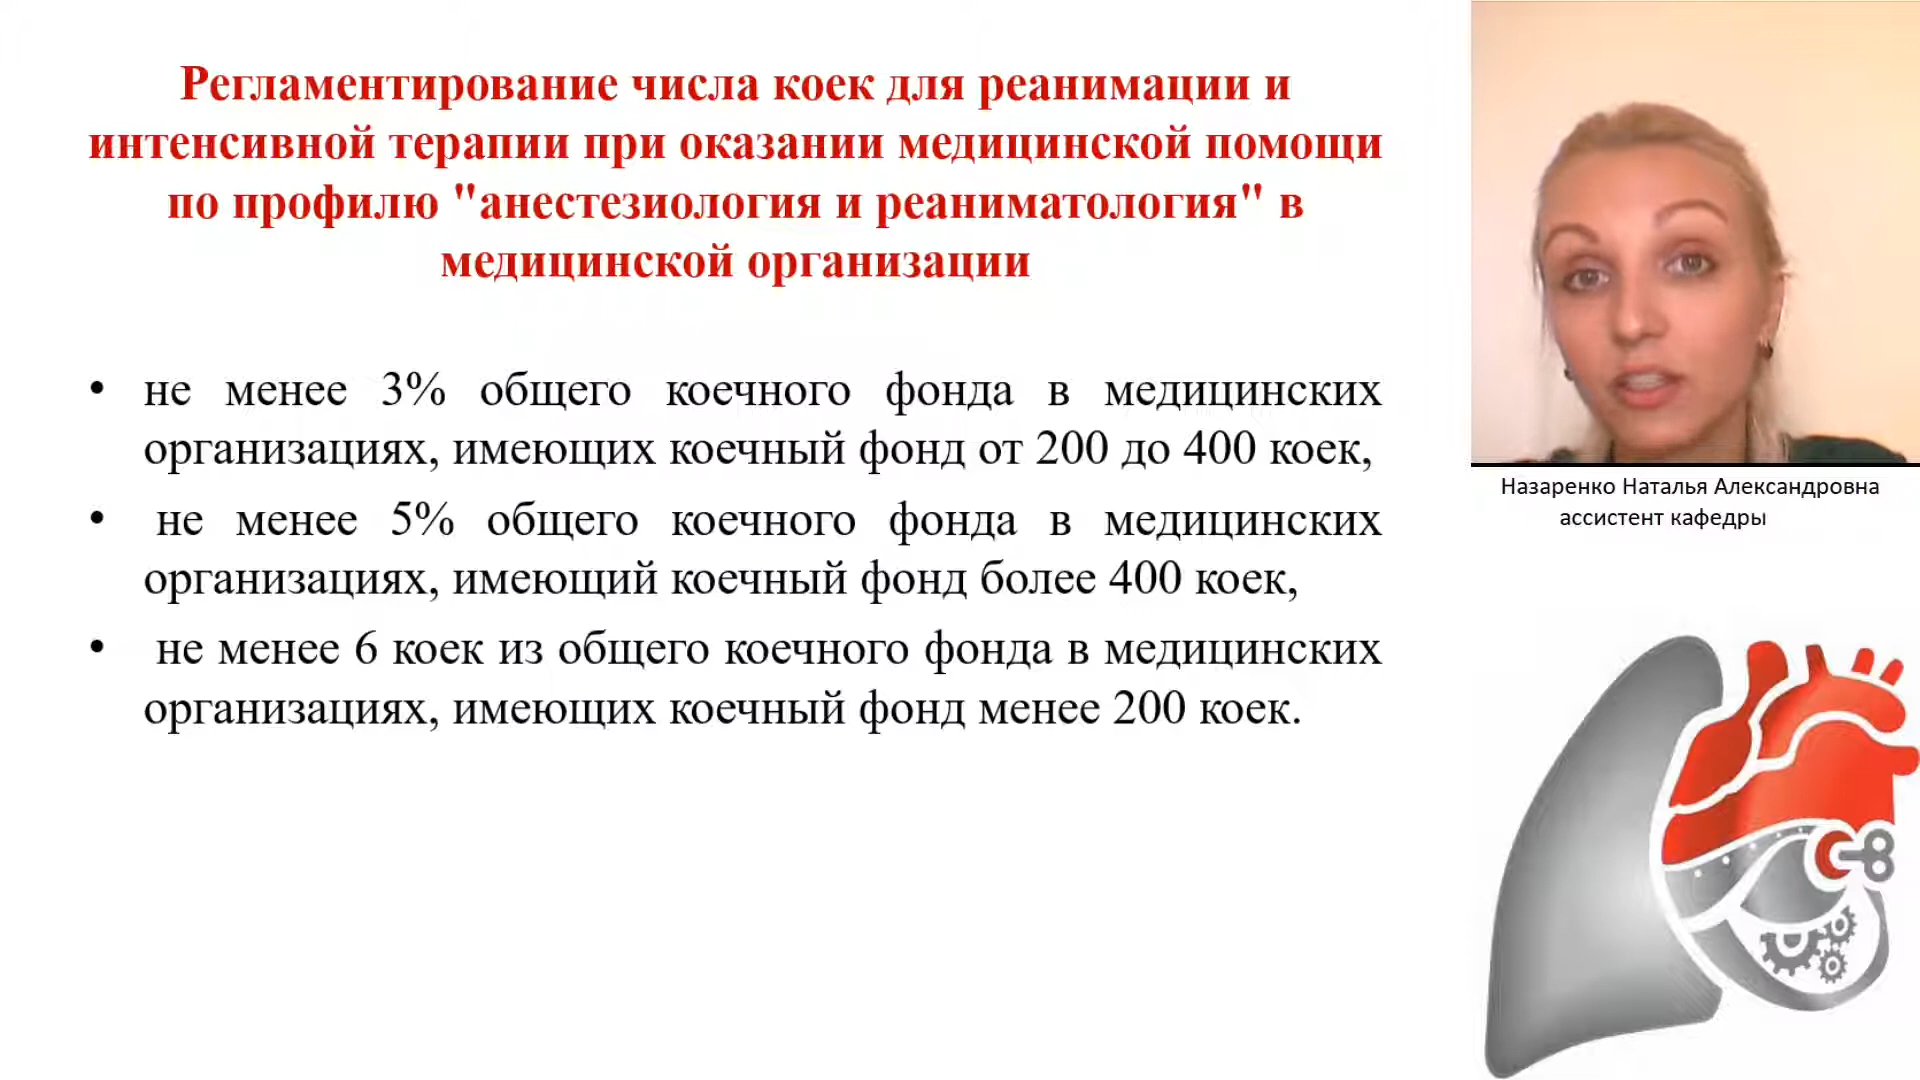 Регламентирование числа коек для реанимации и
интенсивной терапии при оказании медицинской помощи
по профилю "анестезиология и реаниматология" в
медицинской организации
• не менее 3% общего коечного фонда в медицинских
организациях, имеющих коечный фонд от 200 до 400 коек,
• не менее 5% общего коечного фонда в медицинских
организациях, имеющий коечный фонд более 400 коек,
• не менее 6 коек из общего коечного фонда в медицинских
организациях, имеющих коечный фонд менее 200 коек.
Назаренко Наталья Александровна
ассистент кафедры